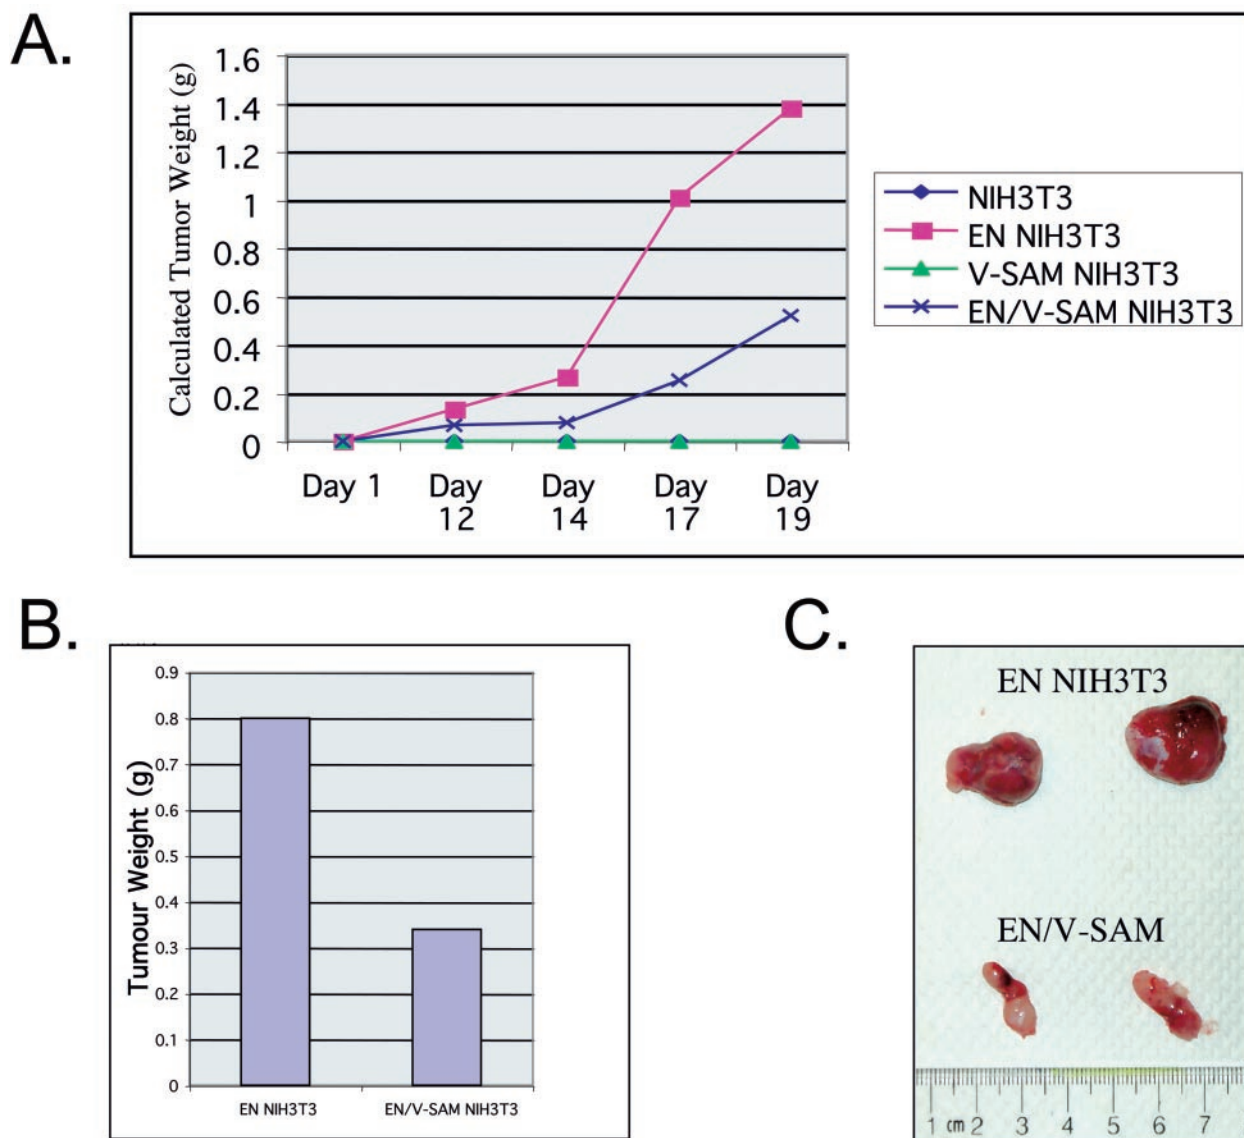 A.
Calculated Tumor Weight (g)
1.6
1.4
1.2
1
0.8
0.6
0.4
0.2
0
Day 1
Day
12
Day
14
Day
17
Day
19
NIH3T3
EN NIH3T3
V-SAM NIH3T3
EN/V-SAM NIH3T3
B.
Tumour Weight (g)
0.9
0.8
0.7
0.6
0.5
0.4
0.3
0.2
0.1
0
EN NIH3T3
EN/V-SAM NIH3T3
C.
EN NIH3T3
EN/V-SAM
1 cm 2 3 4 5 6 7